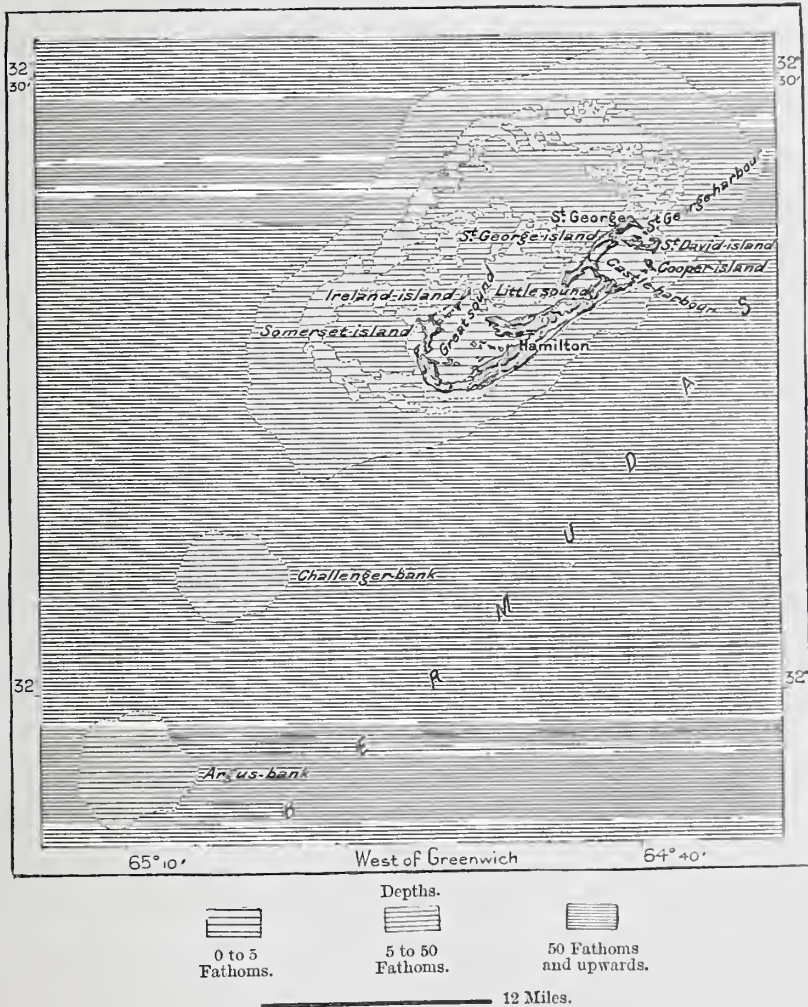 32° 32°
30' 30'
St. George St. George harbour
St. George-island St. David-island
Cooper island
Castle harbour
Ireland-island Little sound
Great sound
Somerset-island
Hamilton
BERMUDAS
Challenger-bank
32 32°
Argus-bank
65°10' West of Greenwich 64°40'
Depths.
0 to 5 5 to 50 50 Fathoms
Fathoms. Fathoms. and upwards.
12 Miles.